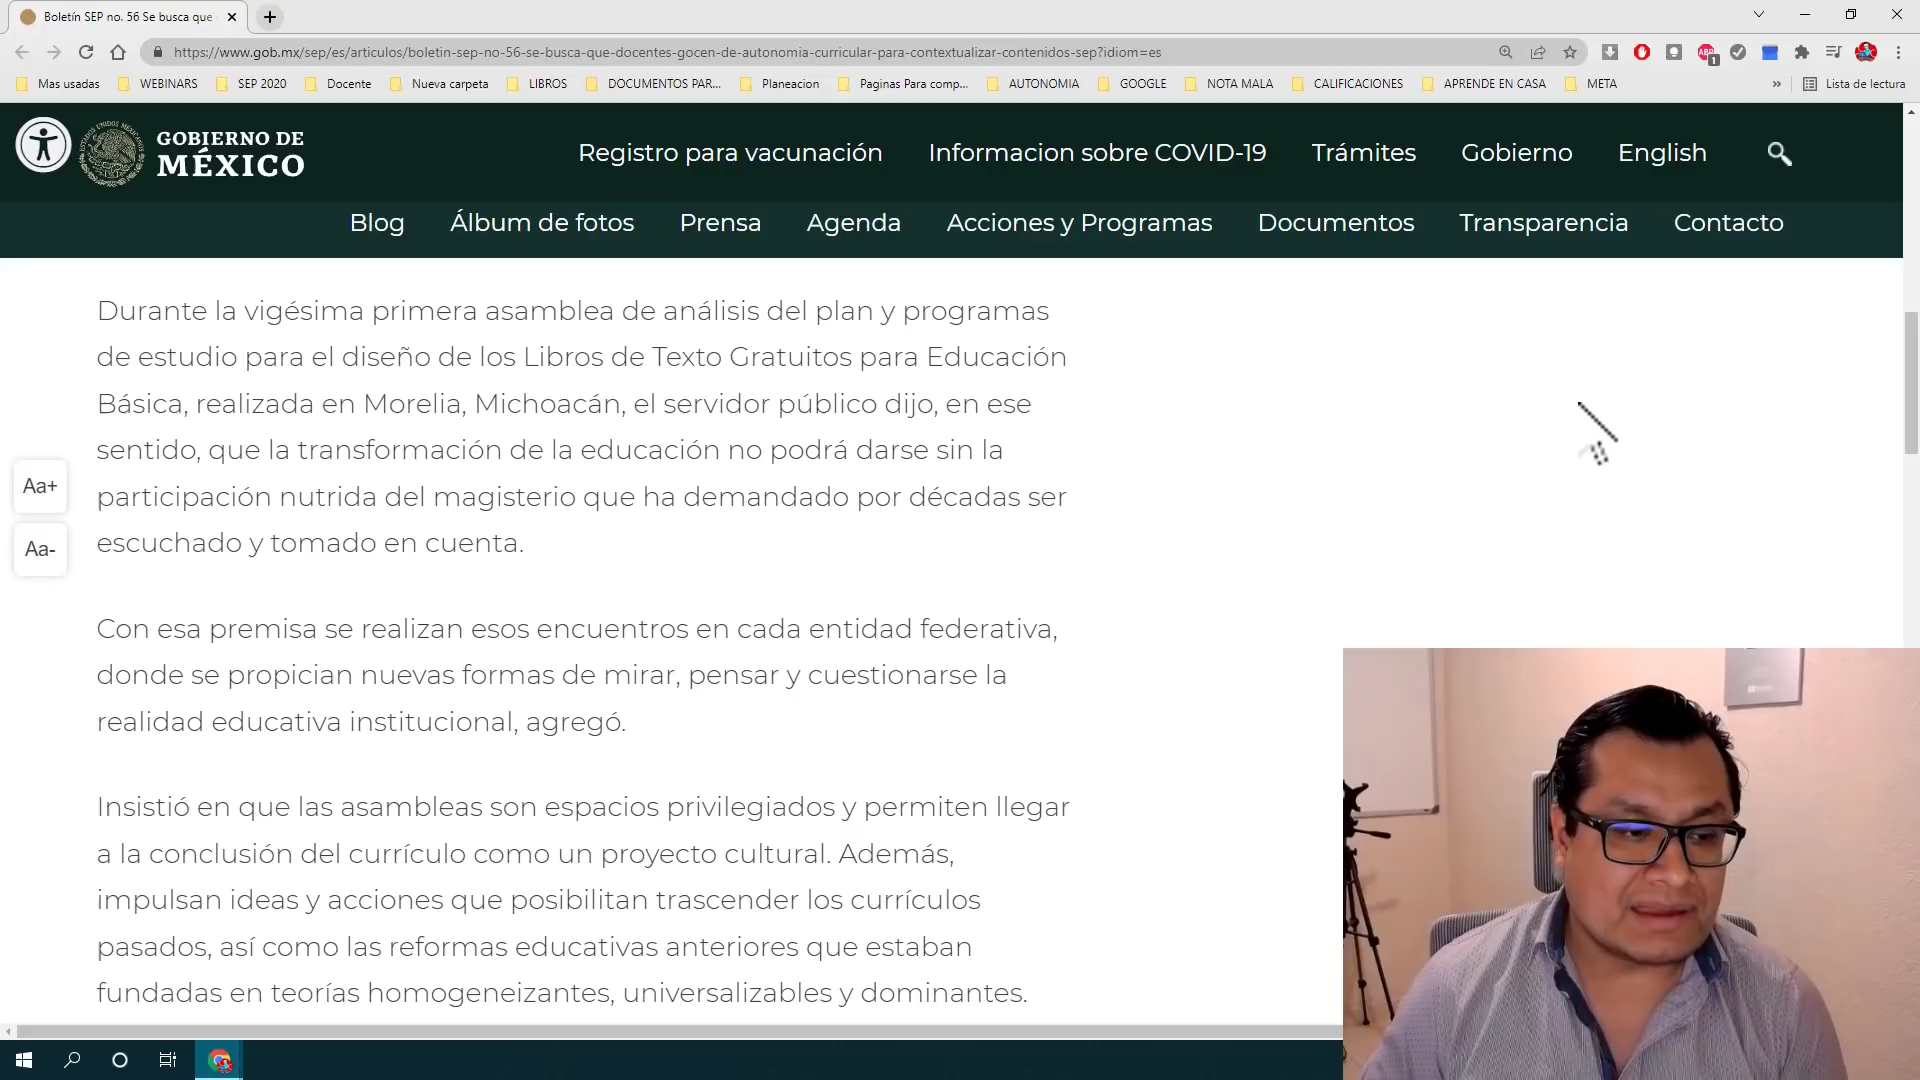 Boletín SEP no. 56 Se busca que
https://www.gob.mx/sep/es/articulos/boletin-sep-no-56-se-busca-que-docentes-gocen-de-autonomia-curricular-para-contextualizar-contenidos-sep?idiom=es
Mas usadas WEBINARS SEP 2020 Docente Nueva carpeta LIBROS DOCUMENTOS PAR... Planeacion Paginas Para comp... AUTONOMIA GOOGLE NOTA MALA CALIFICACIONES APRENDE EN CASA META » Lista de lectura
GOBIERNO DE
MÉXICO
Registro para vacunación Informacion sobre COVID-19 Trámites Gobierno English
Blog Álbum de fotos Prensa Agenda Acciones y Programas Documentos Transparencia Contacto
Durante la vigésima primera asamblea de análisis del plan y programas
de estudio para el diseño de los Libros de Texto Gratuitos para Educación
Básica, realizada en Morelia, Michoacán, el servidor público dijo, en ese
sentido, que la transformación de la educación no podrá darse sin la
participación nutrida del magisterio que ha demandado por décadas ser
escuchado y tomado en cuenta.
Aa+
Aa-
Con esa premisa se realizan esos encuentros en cada entidad federativa,
donde se propician nuevas formas de mirar, pensar y cuestionarse la
realidad educativa institucional, agregó.
Insistió en que las asambleas son espacios privilegiados y permiten llegar
a la conclusión del currículo como un proyecto cultural. Además,
impulsan ideas y acciones que posibilitan trascender los currículos
pasados, así como las reformas educativas anteriores que estaban
fundadas en teorías homogeneizantes, universalizables y dominantes.